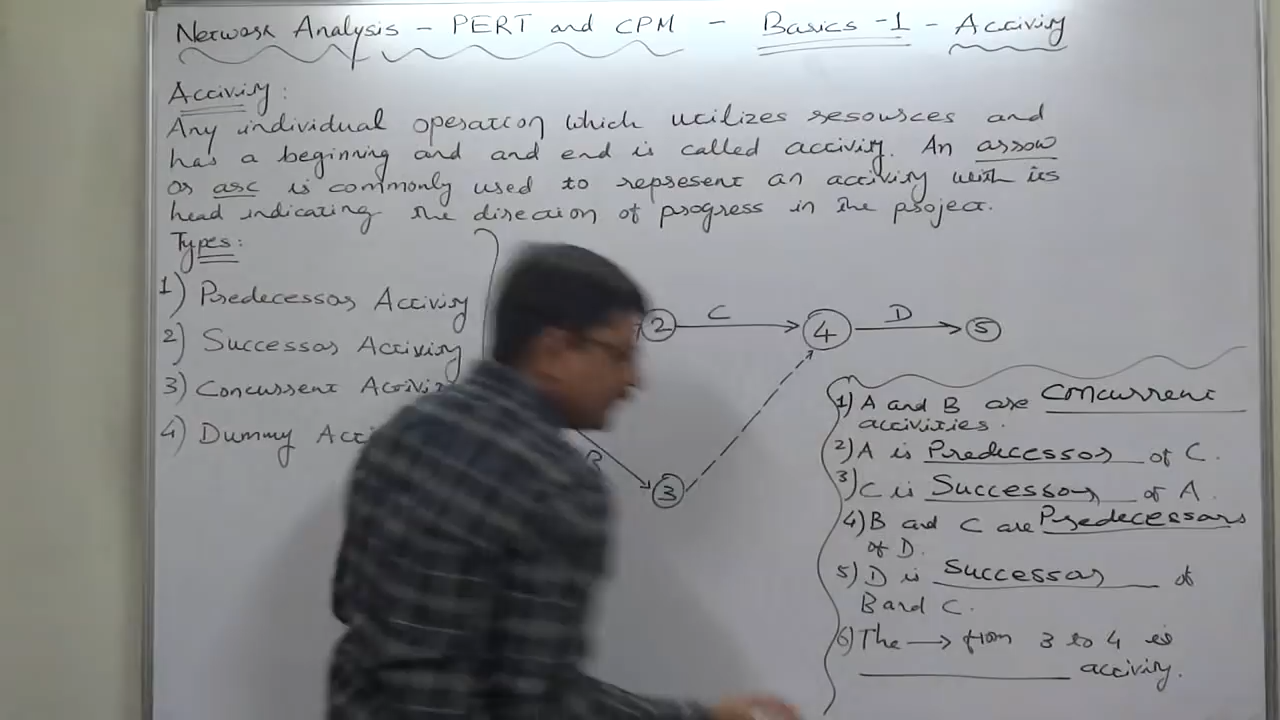 Network Analysis - PERT and CPM - Basics -1 - Activity
Activity:
Any individual operation which utilizes resources and
has a beginning and and end is called activity. An arrow
or arc is commonly used to represent an activity with its
head indicating the direction of progress in the project.
Types:
1) Predecessor Activity
2) Successor Activity
3) Concurrent
4) Dummy
2 C 4 D 5
B
3
1) A and B are Concurrent
activities.
2) A is Predecessor of C.
3) C is Successor of A.
4) B and C are Predecessors
of D.
5) D is Successor of
B and C.
6) The → from 3 to 4 is
____________ activity.